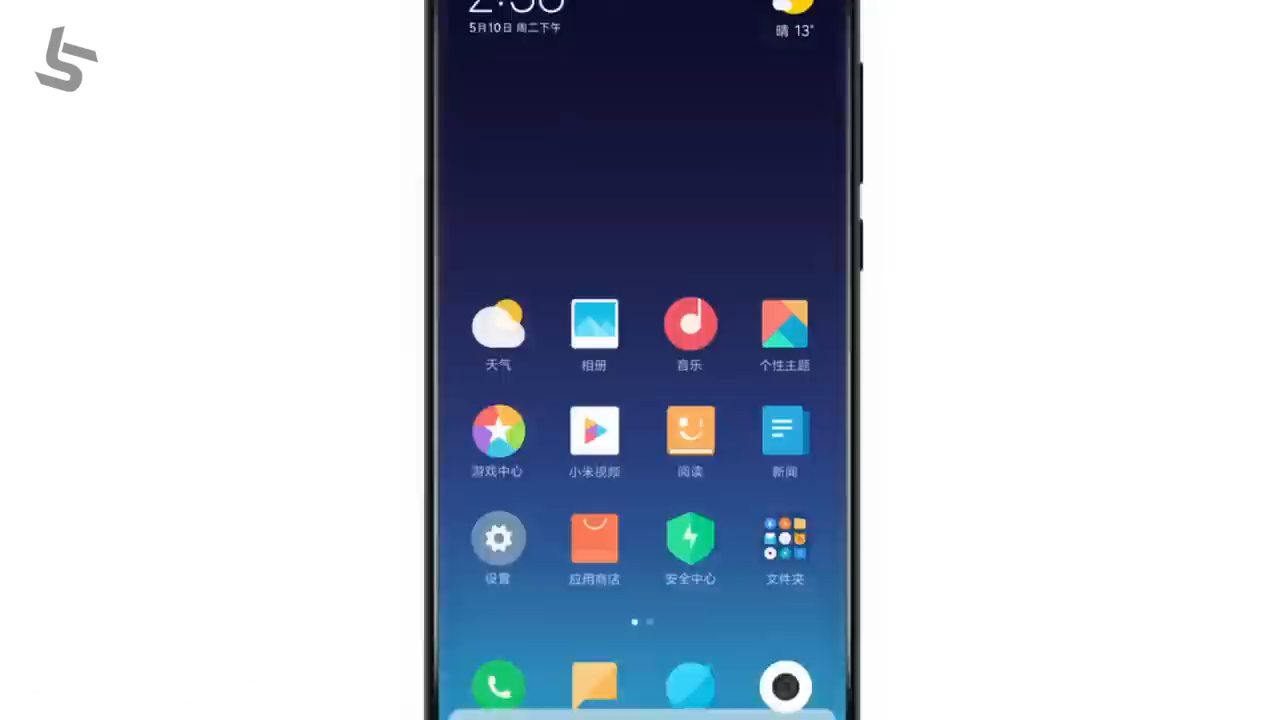 5月10日 周二下午
晴 13°
天气
相册
音乐
个性主题
游戏中心
小米视频
阅读
新闻
设置
应用商店
安全中心
文件夹